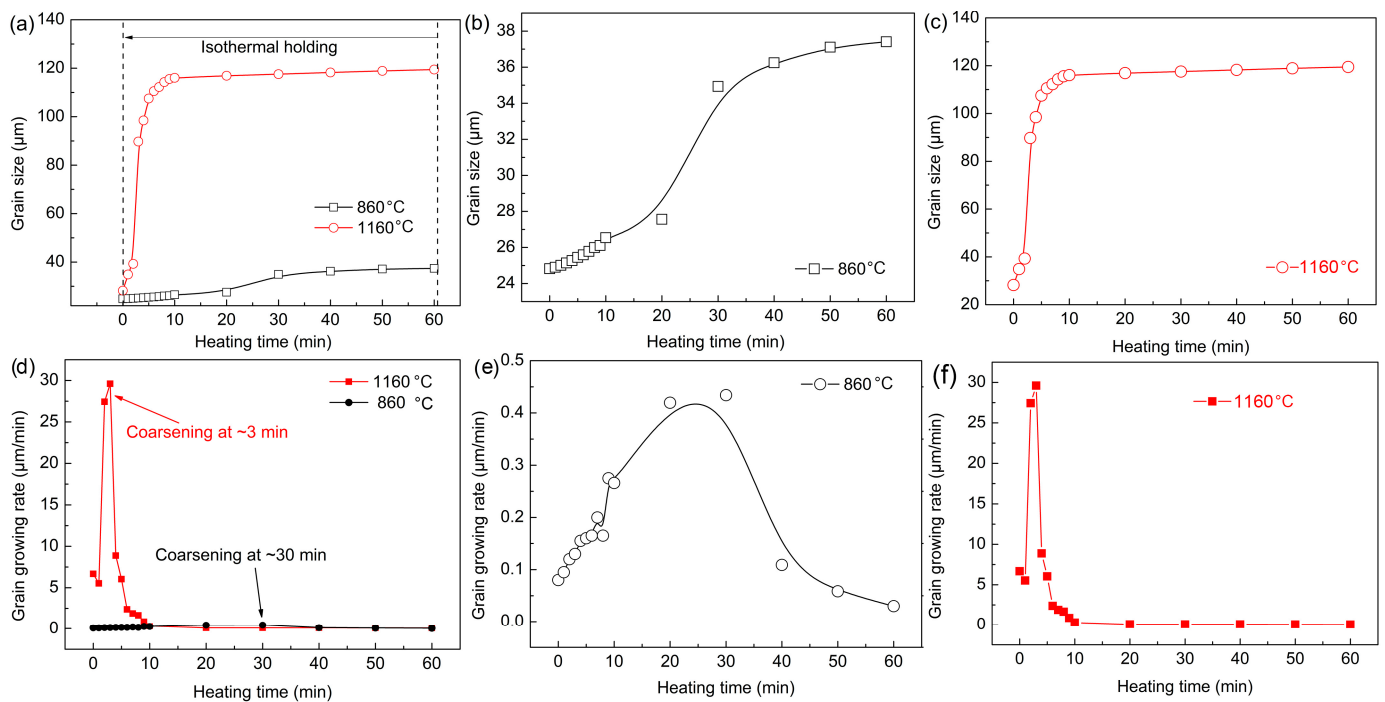 (a)
140
120
100
80
60
40
Grain size (μm)
Isothermal holding
860°C
1160°C
0 10 20 30 40 50 60
Heating time (min)
(b)
38
36
34
32
30
28
26
24
Grain size (μm)
860°C
0 10 20 30 40 50 60
Heating time (min)
(c)
140
120
100
80
60
40
20
Grain size (μm)
1160°C
0 10 20 30 40 50 60
Heating time (min)
(d)
30
25
20
15
10
5
0
Grain growing rate (μm/min)
1160°C
860 °C
Coarsening at ~3 min
Coarsening at ~30 min
0 10 20 30 40 50 60
Heating time (min)
(e)
0.5
0.4
0.3
0.2
0.1
0.0
Grain growing rate (μm/min)
860°C
0 10 20 30 40 50 60
Heating time (min)
(f)
30
25
20
15
10
5
0
Grain growing rate (μm/min)
1160°C
0 10 20 30 40 50 60
Heating time (min)